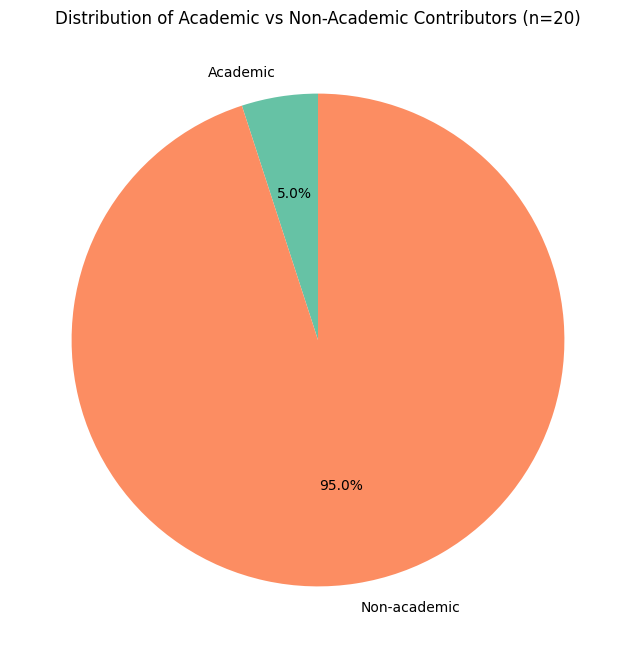 Distribution of Academic vs Non-Academic Contributors (n=20)
Academic
5.0%
95.0%
Non-academic